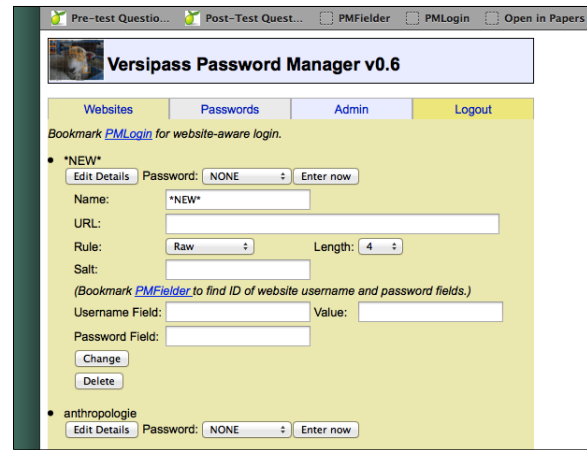 Pre-test Questio... Post-Test Quest... PMFielder PMLogin Open in Papers
Versipass Password Manager v0.6
Websites Passwords Admin Logout
Bookmark PMLogin for website-aware login.
*NEW*
Edit Details Password: NONE Enter now
Name: *NEW*
URL:
Rule: Raw Length: 4
Salt:
(Bookmark PMFielder to find ID of website username and password fields.)
Username Field: Value:
Password Field:
Change
Delete
anthropologie
Edit Details Password: NONE Enter now